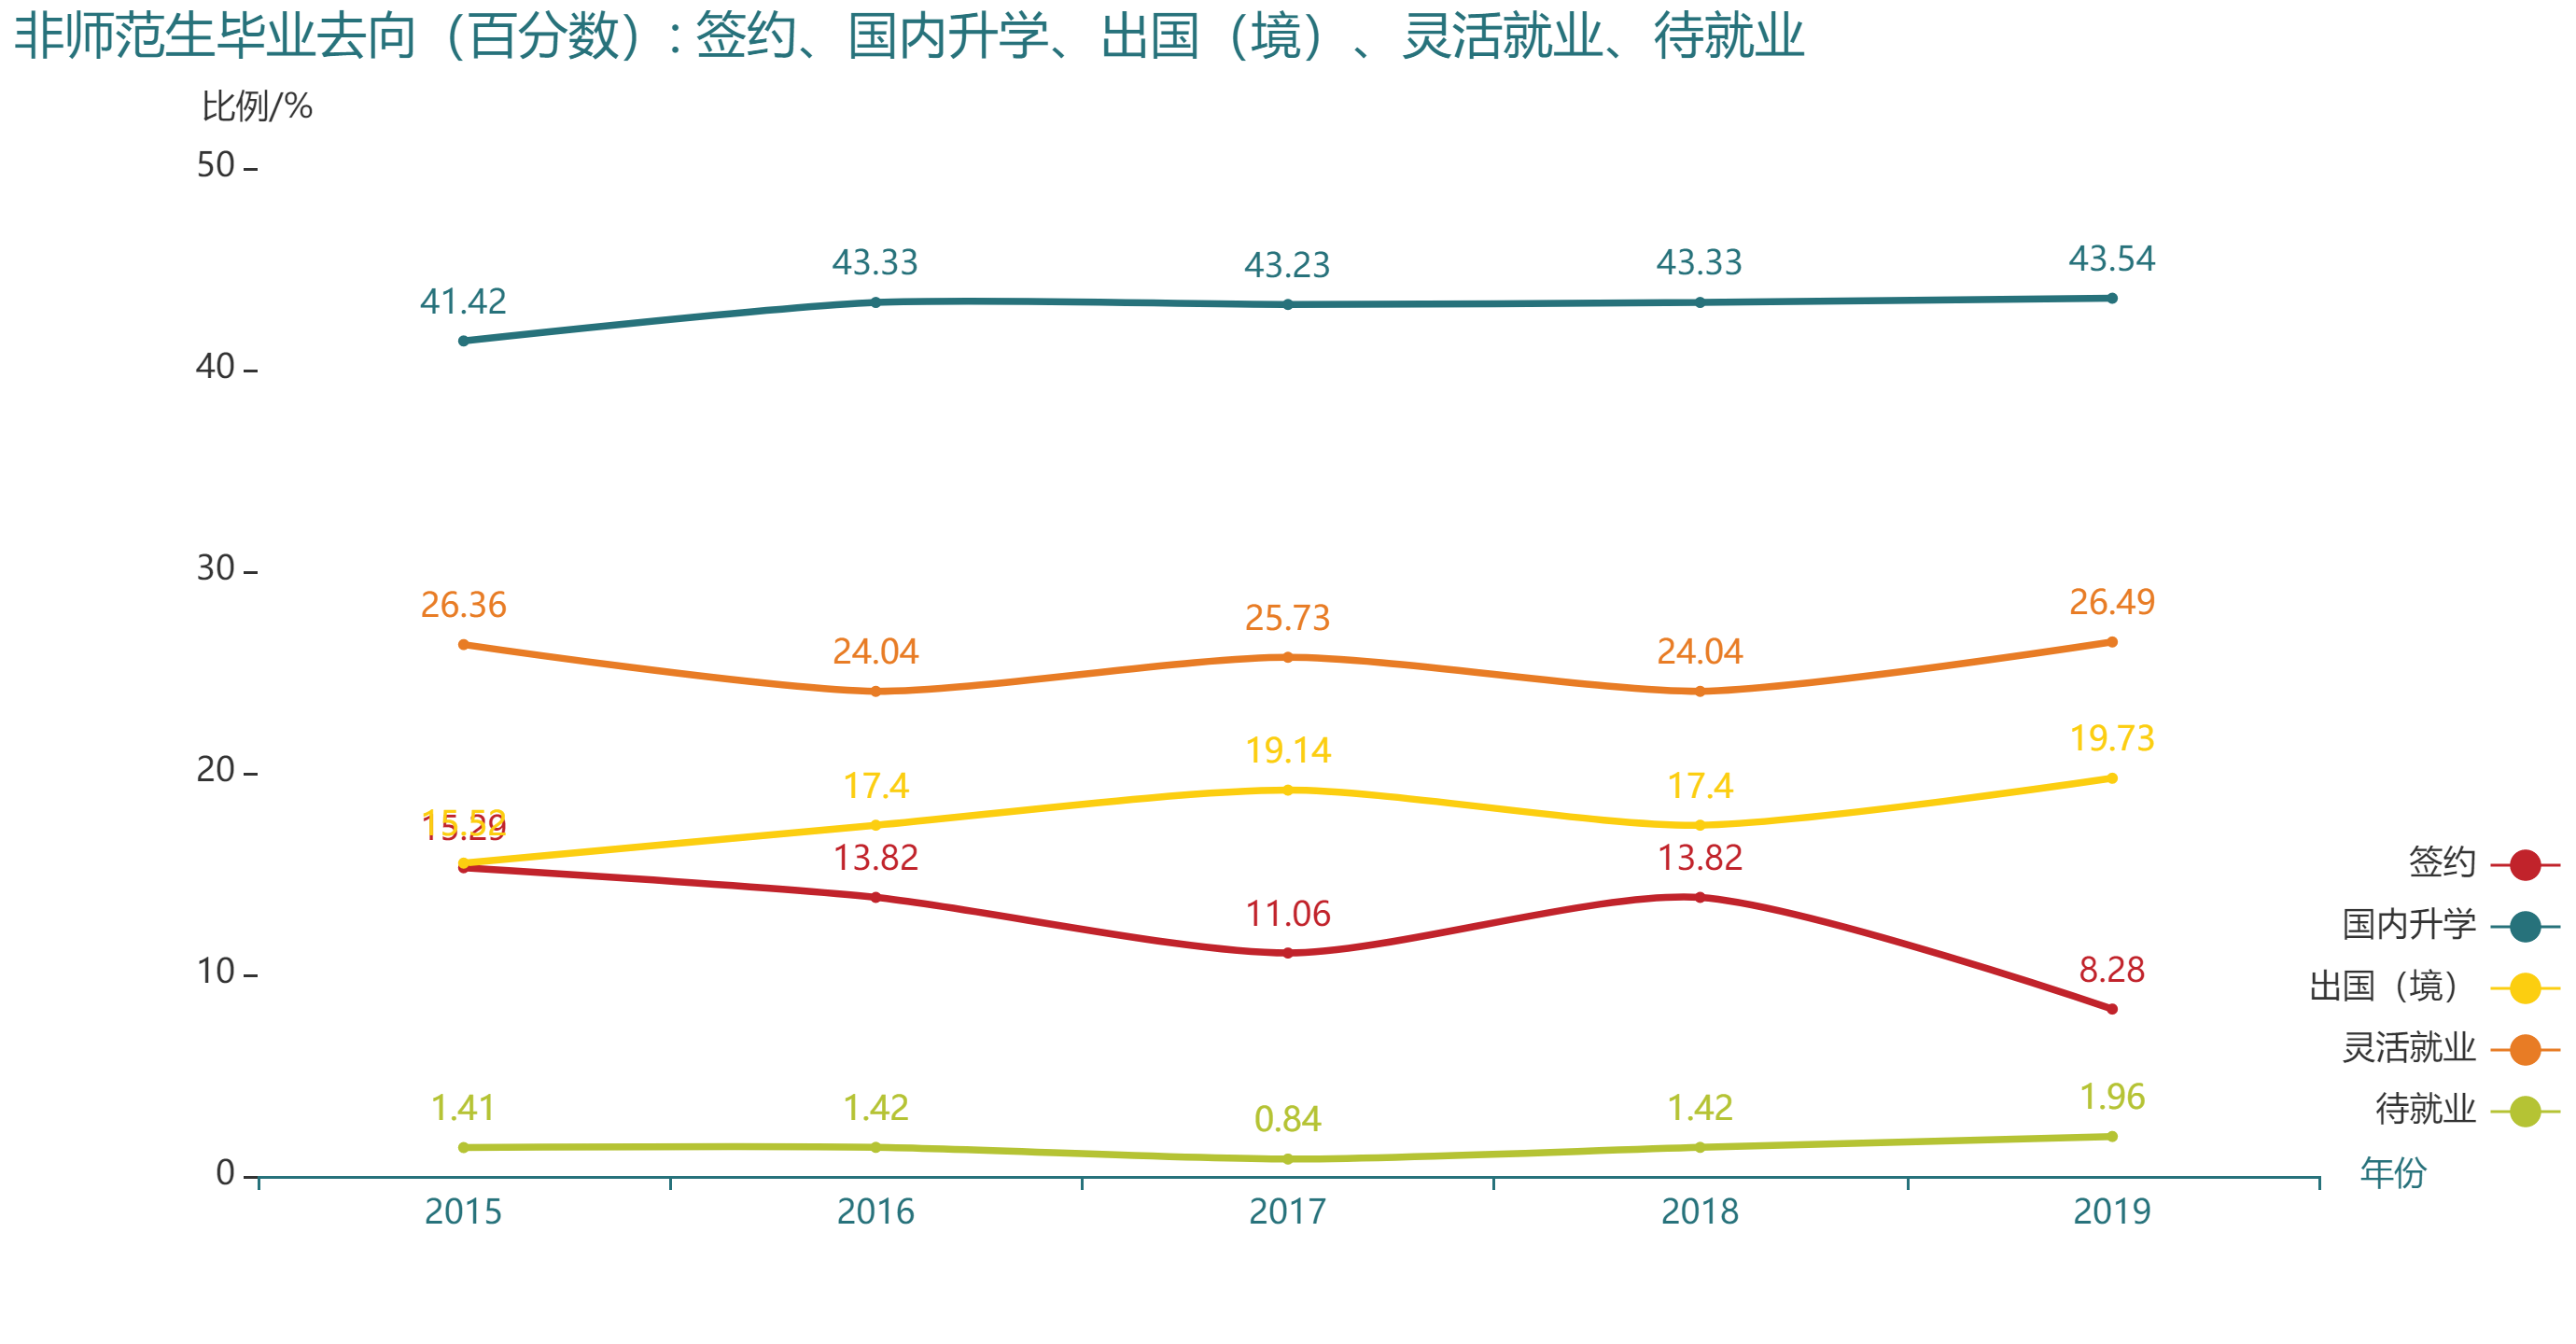 非师范生毕业去向（百分数）: 签约、国内升学、出国（境）、灵活就业、待就业
比例/%
50
43.33 43.23 43.33 43.54
41.42
40
30
26.36 24.04 25.73 24.04 26.49
20
19.14 19.73
17.4 17.4
15.52
15.29
13.82 11.06 13.82
签约
国内升学
10
8.28
出国（境）
灵活就业
1.41 1.42 0.84 1.42 1.96
待就业
0
年份
2015 2016 2017 2018 2019